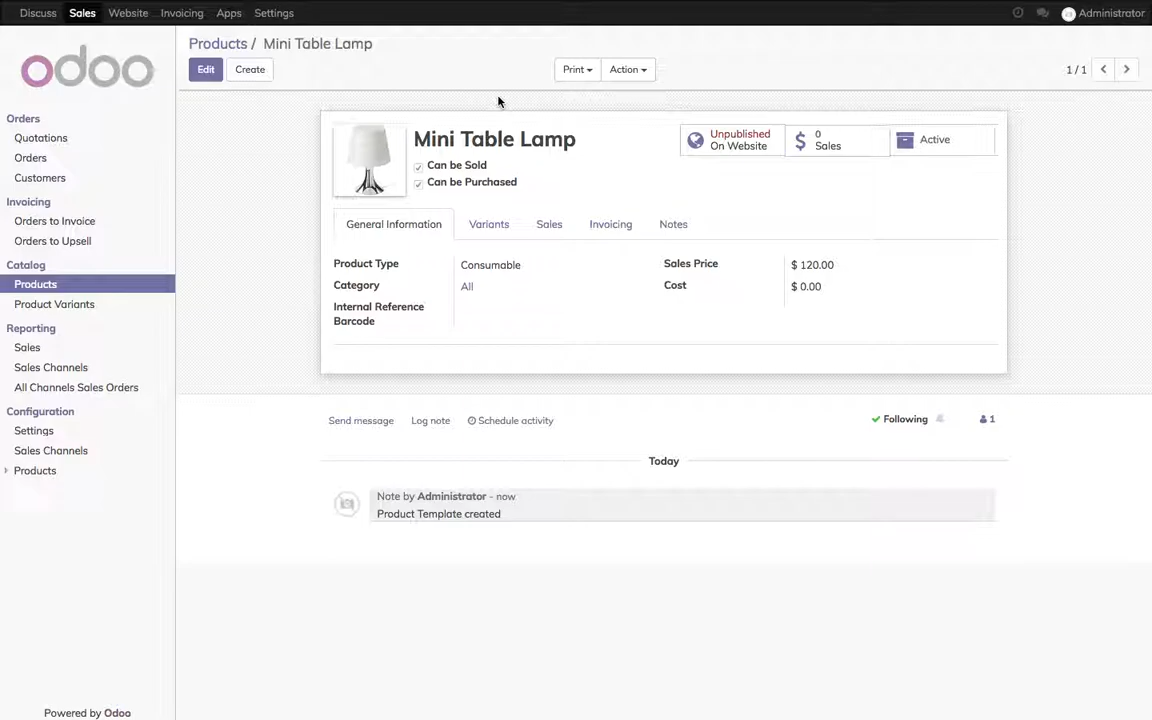 Discuss Sales Website Invoicing Apps Settings Administrator
odoo
Products / Mini Table Lamp
Edit Create Print Action 1 / 1
Orders
Quotations
Orders
Customers
Invoicing
Orders to Invoice
Orders to Upsell
Catalog
Products
Product Variants
Reporting
Sales
Sales Channels
All Channels Sales Orders
Configuration
Settings
Sales Channels
Products
Powered by Odoo
Mini Table Lamp
Can be Sold
Can be Purchased
Unpublished
On Website
$ 0
Sales
Active
General Information Variants Sales Invoicing Notes
Product Type Consumable
Category All
Internal Reference
Barcode
Sales Price $ 120.00
Cost $ 0.00
Send message Log note Schedule activity Following 1
Today
Note by Administrator - now
Product Template created